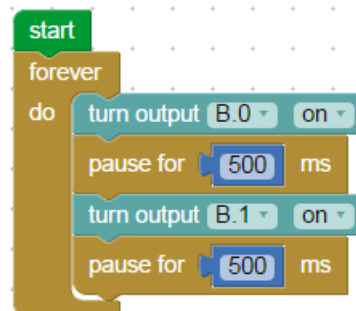 start
forever
do turn output B.0 on
pause for 500 ms
turn output B.1 on
pause for 500 ms